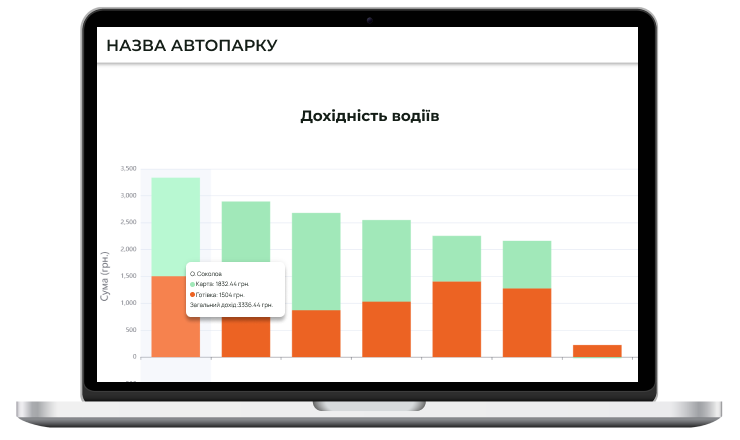 НАЗВА АВТОПАРКУ
Дохідність водіїв
Сума (грн.)
3,500
3,000
2,500
2,000
1,500
1,000
500
0
О.Соколов
Карта: 1832.44 грн.
Готівка: 1504 грн.
Загальний дохід:3336.44 грн.